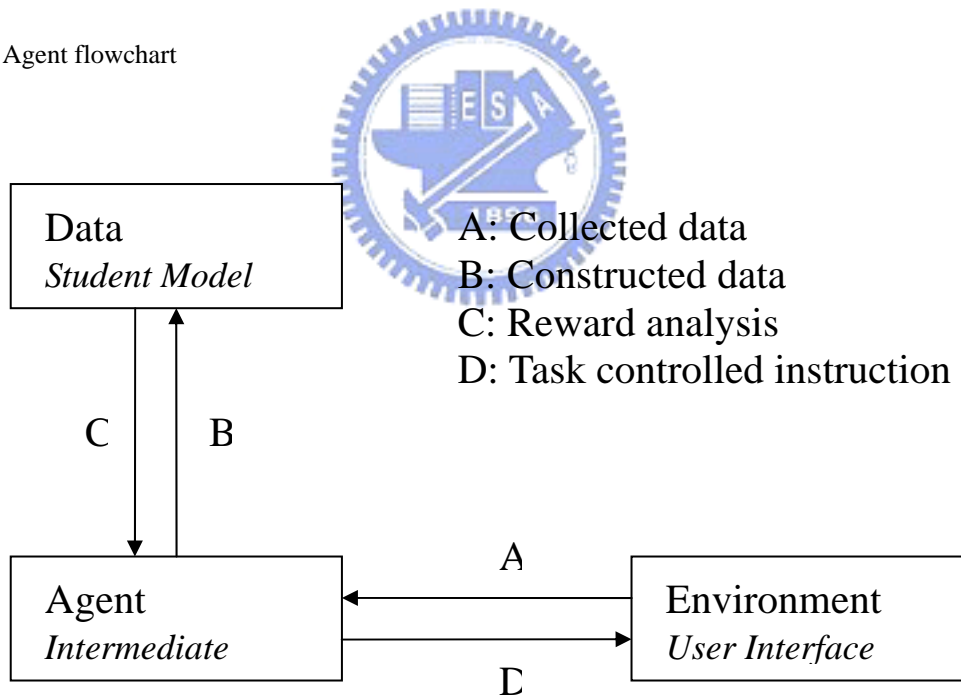 Agent flowchart
E S A
1896
Data
Student Model
A: Collected data
B: Constructed data
C: Reward analysis
D: Task controlled instruction
C
B
A
Agent
Intermediate
Environment
User Interface
D